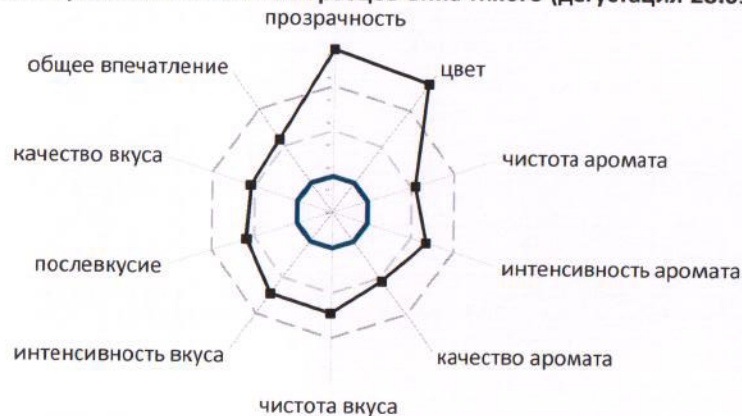 прозрачность
общее впечатление
цвет
качество вкуса
чистота аромата
послевкусие
интенсивность аромата
интенсивность вкуса
качество аромата
чистота вкуса